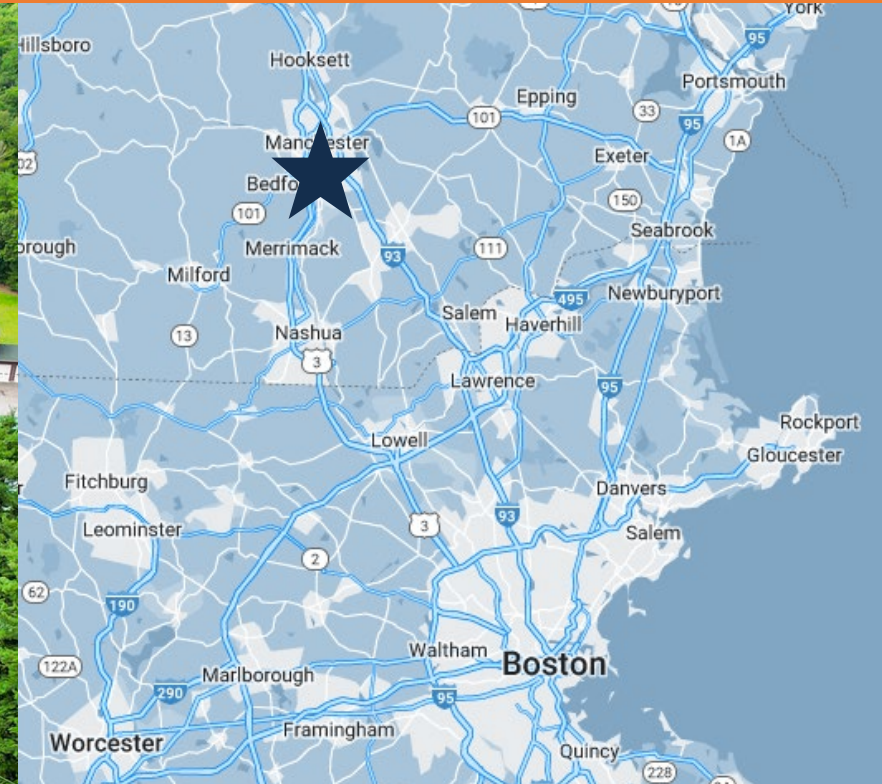 York
Hillsboro
95
Hooksett
Portsmouth
Epping
33
101
95
1A
Manchester
Exeter
Bedfo
150
101
Seabrook
Merrimack
111
93
Milford
495
Newburyport
Salem
Haverhill
13
Nashua
3
Lawrence
95
Rockport
Lowell
Gloucester
Fitchburg
Danvers
93
Leominster
3
Salem
2
62
190
Waltham
Boston
122A
Marlborough
290
95
Framingham
Worcester
Quincy
228